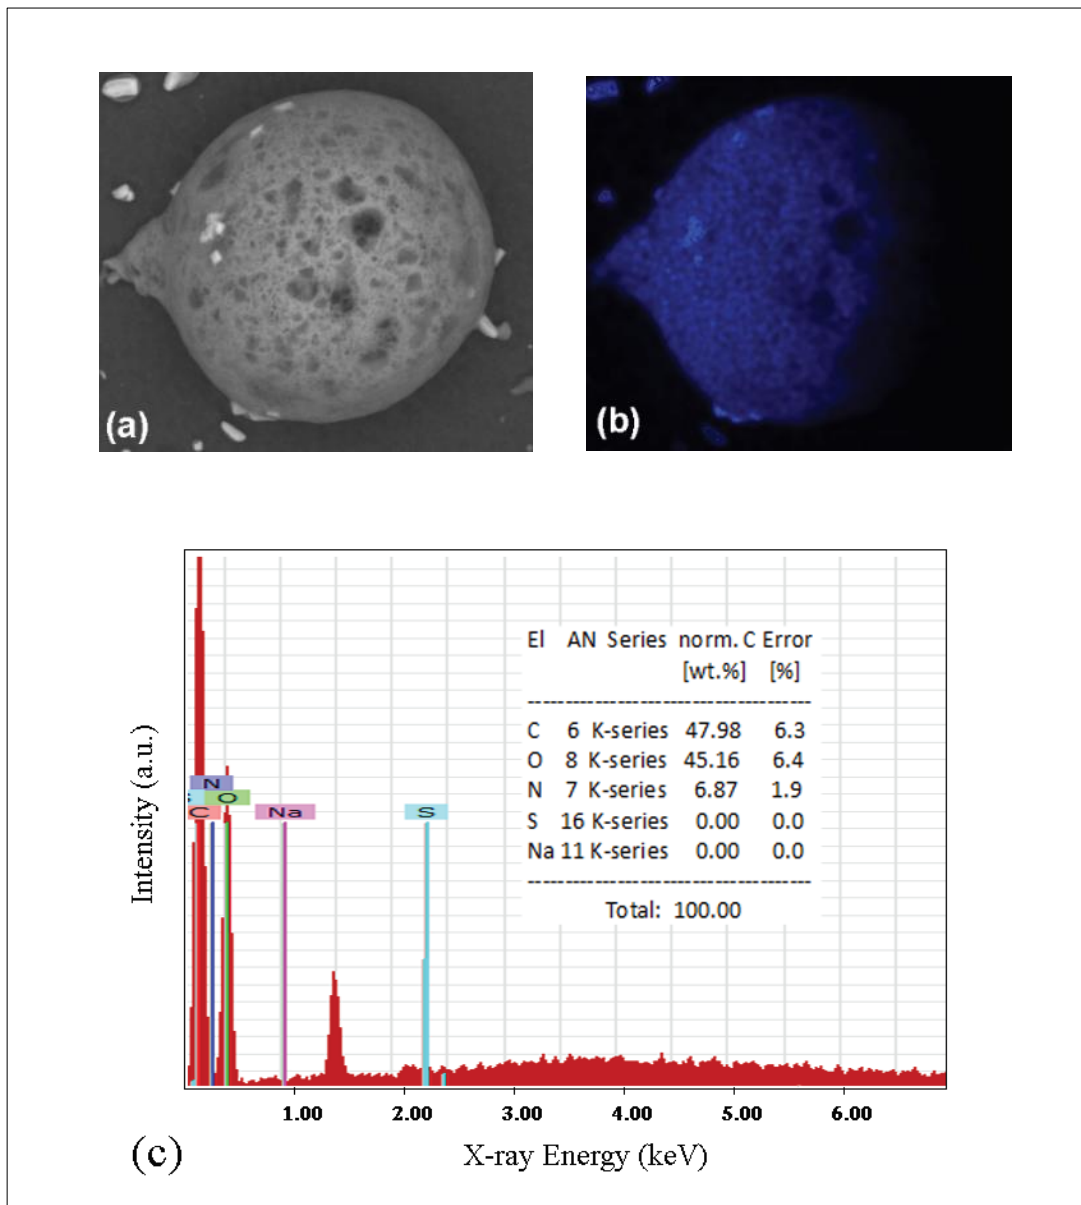 (a)
(b)
El AN Series norm. C Error
[wt.%] [%]
-------------------------------------
C 6 K-series 47.98 6.3
O 8 K-series 45.16 6.4
N 7 K-series 6.87 1.9
S 16 K-series 0.00 0.0
Na 11 K-series 0.00 0.0
-------------------------------------
Total: 100.00
N
O
C
Na
S
Intensity (a.u.)
1.00 2.00 3.00 4.00 5.00 6.00
(c)
X-ray Energy (keV)